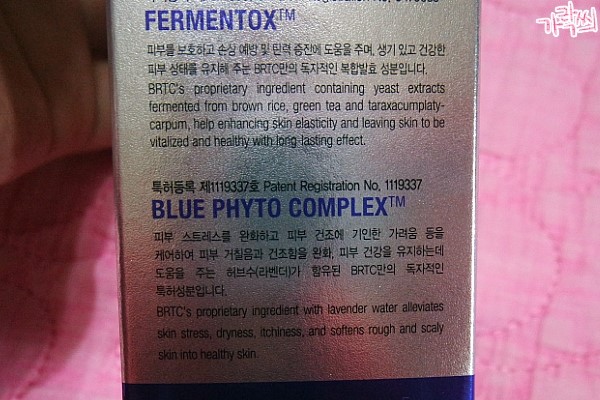 가락찌
FERMENTOX™
피부를 보호하고 손상 예방 및 탄력 증진에 도움을 주며, 생기 있고 건강한
피부 상태를 유지해 주는 BRTC만의 독자적인 복합발효 성분입니다.
BRTC's proprietary ingredient containing yeast extracts
fermented from brown rice, green tea and taraxacumplaty-
carpum, help enhancing skin elasticity and leaving skin to be
vitalized and healthy with long-lasting effect.
특허등록 제1119337호 Patent Registration No. 1119337
BLUE PHYTO COMPLEX™
피부 스트레스를 완화하고 피부 건조에 기인한 가려움 등을
케어하여 피부 거칠음과 건조함을 완화, 피부 건강을 유지하는데
도움을 주는 허브수(라벤더)가 함유된 BRTC만의 독자적인
특허성분입니다.
BRTC's proprietary ingredient with lavender water alleviates
skin stress, dryness, itchiness, and softens rough and scaly
skin into healthy skin